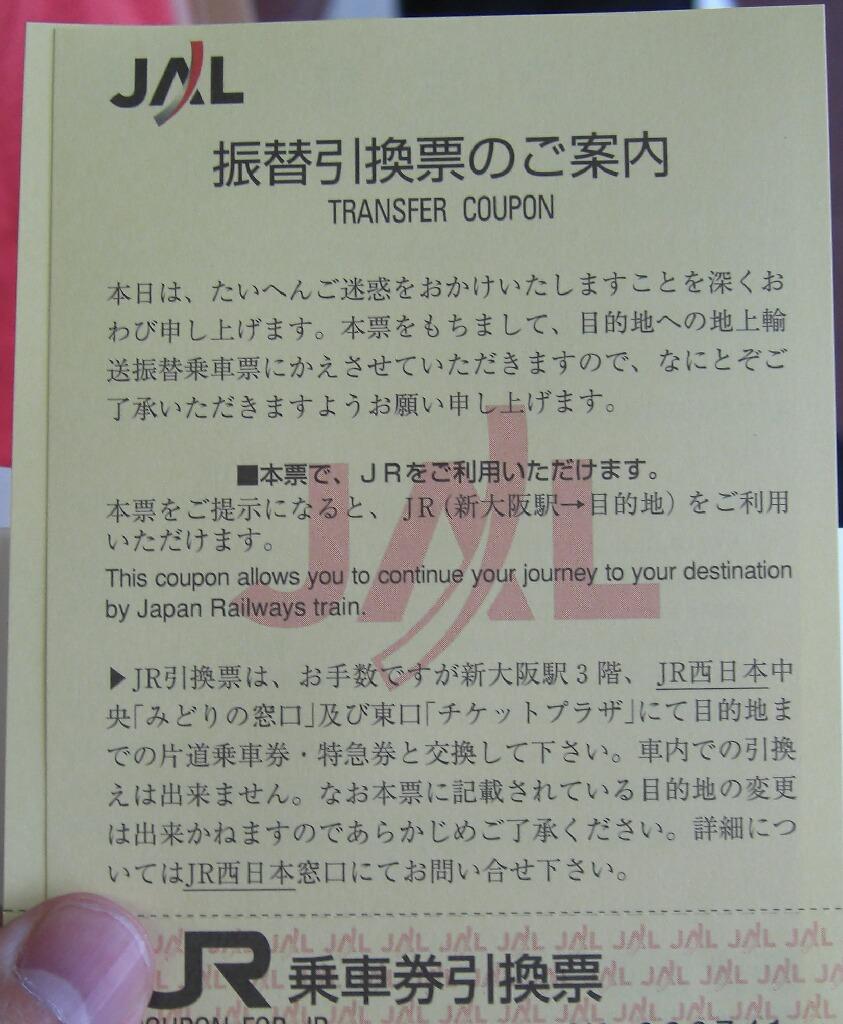 JAL
振替引換票のご案内
TRANSFER COUPON
本日は、たいへんご迷惑をおかけいたしますことを深くお
わび申し上げます。本票をもちまして、目的地への地上輸
送振替乗車票にかえさせていただきますので、なにとぞご
了承いただきますようお願い申し上げます。
■本票で、JRをご利用いただけます。
本票をご提示になると、JR(新大阪駅→目的地)をご利用
いただけます。
This coupon allows you to continue your journey to your destination
by Japan Railways train.
▶JR引換票は、お手数ですが新大阪駅3階、JR西日本中
央「みどりの窓口」及び東口「チケットプラザ」にて目的地ま
での片道乗車券・特急券と交換して下さい。車内での引換
えは出来ません。なお本票に記載されている目的地の変更
は出来かねますのであらかじめご了承ください。詳細につ
いてはJR西日本窓口にてお問い合せ下さい。
JR 乗車券引換票
COUPON FOR JR